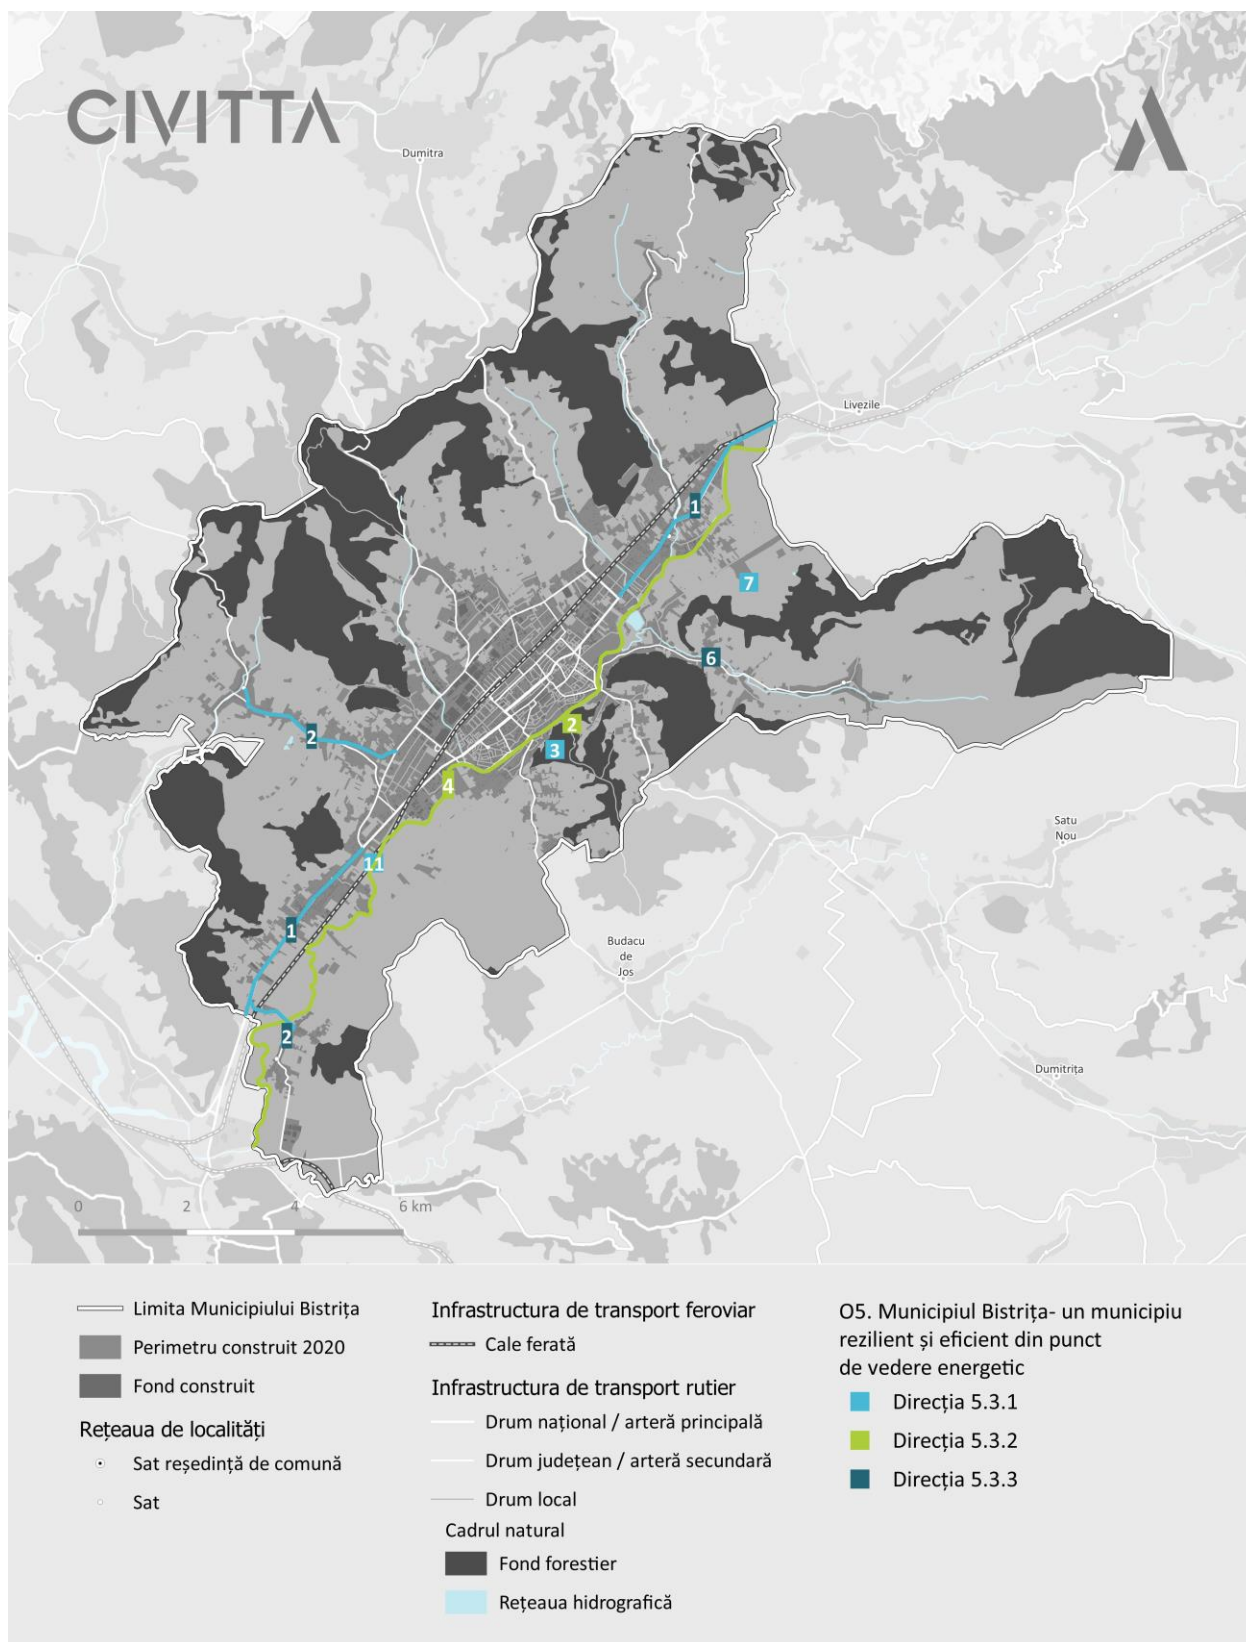 CIVITTA
Dumitra
Livezile
1
7
6
2
2
3
4
Satu
Nou
11
1
Budacu
de
Jos
2
Dumitrița
0 2 4 6 km
Limita Municipiului Bistrița
Perimetru construit 2020
Fond construit
Rețeaua de localități
Sat reședință de comună
Sat
Infrastructura de transport feroviar
Cale ferată
Infrastructura de transport rutier
Drum național / arteră principală
Drum județean / arteră secundară
Drum local
Cadrul natural
Fond forestier
Rețeaua hidrografică
O5. Municipiul Bistrița- un municipiu
rezilient și eficient din punct
de vedere energetic
Direcția 5.3.1
Direcția 5.3.2
Direcția 5.3.3